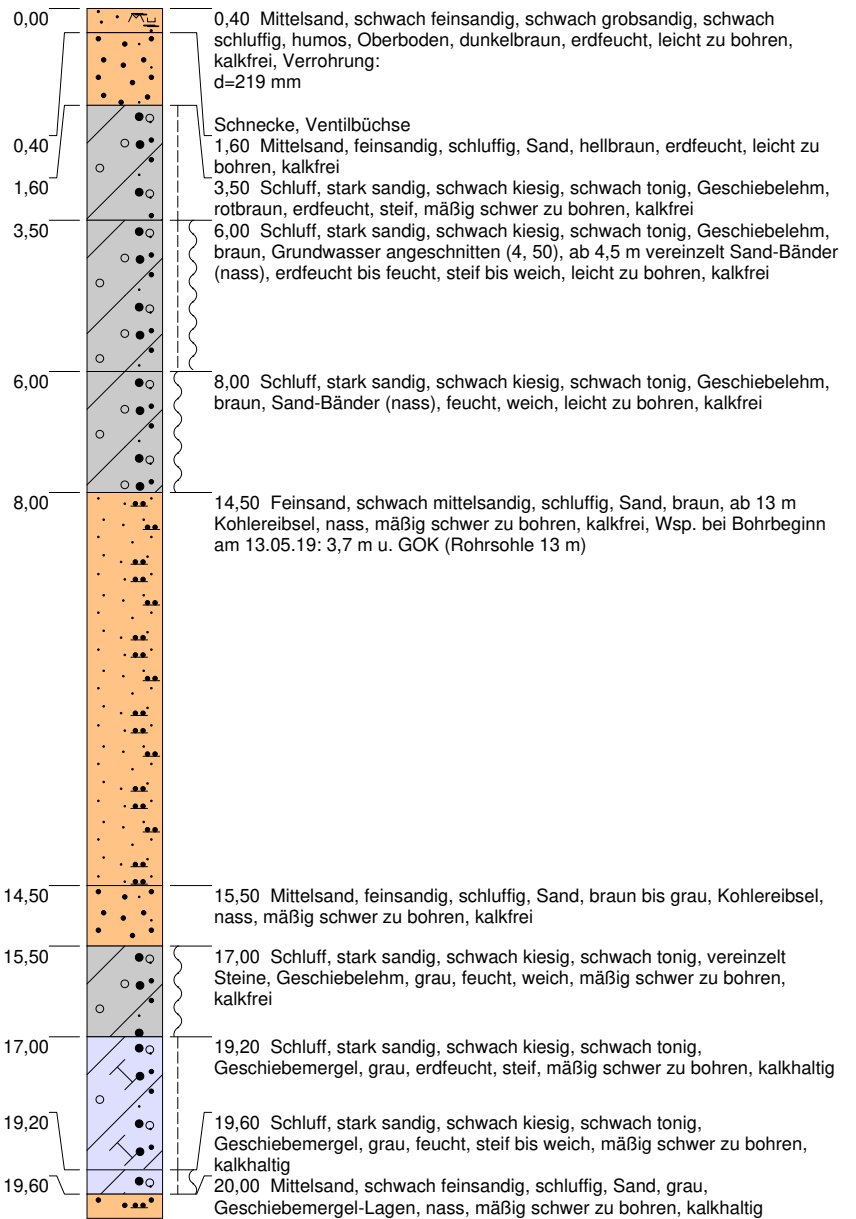 0,00
0,40 Mittelsand, schwach feinsandig, schwach grobsandig, schwach
schluffig, humos, Oberboden, dunkelbraun, erdfeucht, leicht zu bohren,
kalkfrei, Verrohrung:
d=219 mm
Schnecke, Ventilbüchse
0,40
1,60 Mittelsand, feinsandig, schluffig, Sand, hellbraun, erdfeucht, leicht zu
bohren, kalkfrei
1,60
3,50 Schluff, stark sandig, schwach kiesig, schwach tonig, Geschiebelehm,
rotbraun, erdfeucht, steif, mäßig schwer zu bohren, kalkfrei
3,50
6,00 Schluff, stark sandig, schwach kiesig, schwach tonig, Geschiebelehm,
braun, Grundwasser angeschnitten (4, 50), ab 4,5 m vereinzelt Sand-Bänder
(nass), erdfeucht bis feucht, steif bis weich, leicht zu bohren, kalkfrei
6,00
8,00 Schluff, stark sandig, schwach kiesig, schwach tonig, Geschiebelehm,
braun, Sand-Bänder (nass), feucht, weich, leicht zu bohren, kalkfrei
8,00
14,50 Feinsand, schwach mittelsandig, schluffig, Sand, braun, ab 13 m
Kohlereibsel, nass, mäßig schwer zu bohren, kalkfrei, Wsp. bei Bohrbeginn
am 13.05.19: 3,7 m u. GOK (Rohrsohle 13 m)
14,50
15,50 Mittelsand, feinsandig, schluffig, Sand, braun bis grau, Kohlereibsel,
nass, mäßig schwer zu bohren, kalkfrei
15,50
17,00 Schluff, stark sandig, schwach kiesig, schwach tonig, vereinzelt
Steine, Geschiebelehm, grau, feucht, weich, mäßig schwer zu bohren,
kalkfrei
17,00
19,20 Schluff, stark sandig, schwach kiesig, schwach tonig,
Geschiebemergel, grau, erdfeucht, steif, mäßig schwer zu bohren, kalkhaltig
19,20
19,60 Schluff, stark sandig, schwach kiesig, schwach tonig,
Geschiebemergel, grau, feucht, steif bis weich, mäßig schwer zu bohren,
kalkhaltig
19,60
20,00 Mittelsand, schwach feinsandig, schluffig, Sand, grau,
Geschiebemergel-Lagen, nass, mäßig schwer zu bohren, kalkhaltig